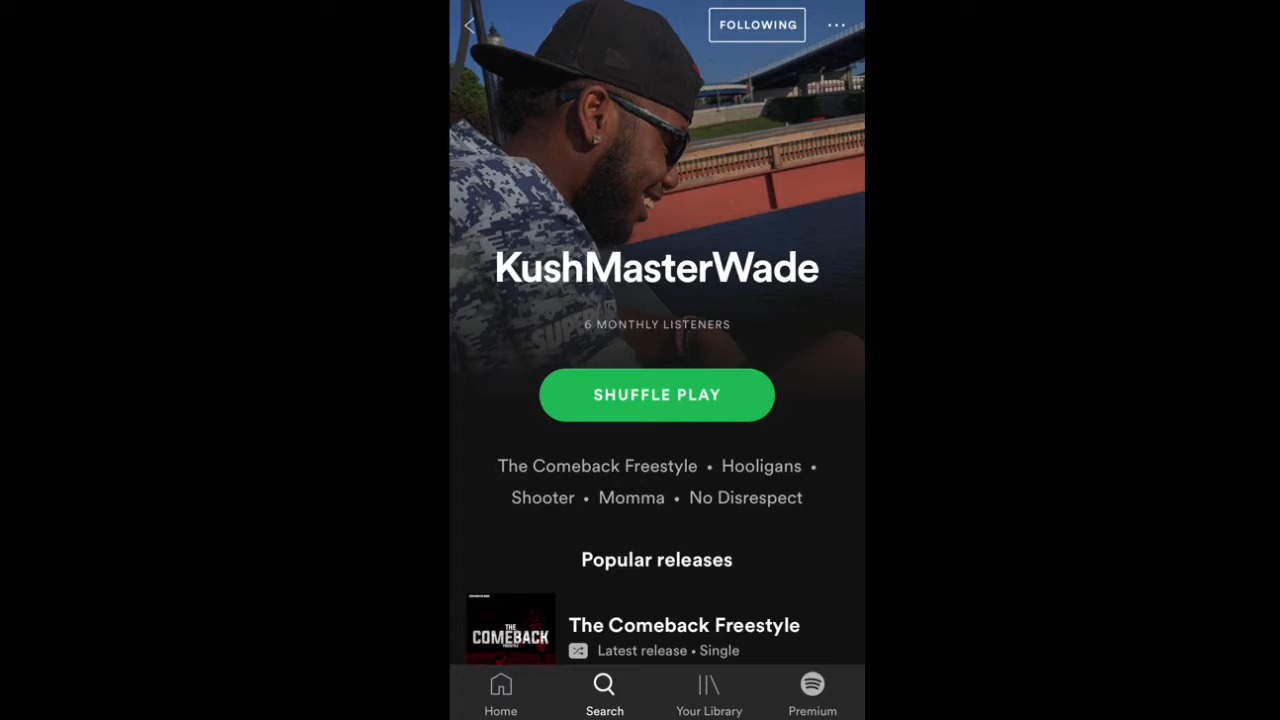 FOLLOWING
KushMasterWade
6 MONTHLY LISTENERS
SHUFFLE PLAY
The Comeback Freestyle • Hooligans •
Shooter • Momma • No Disrespect
Popular releases
THE
COMEBACK
FREESTYLE
The Comeback Freestyle
Latest release • Single
Home
Search
Your Library
Premium